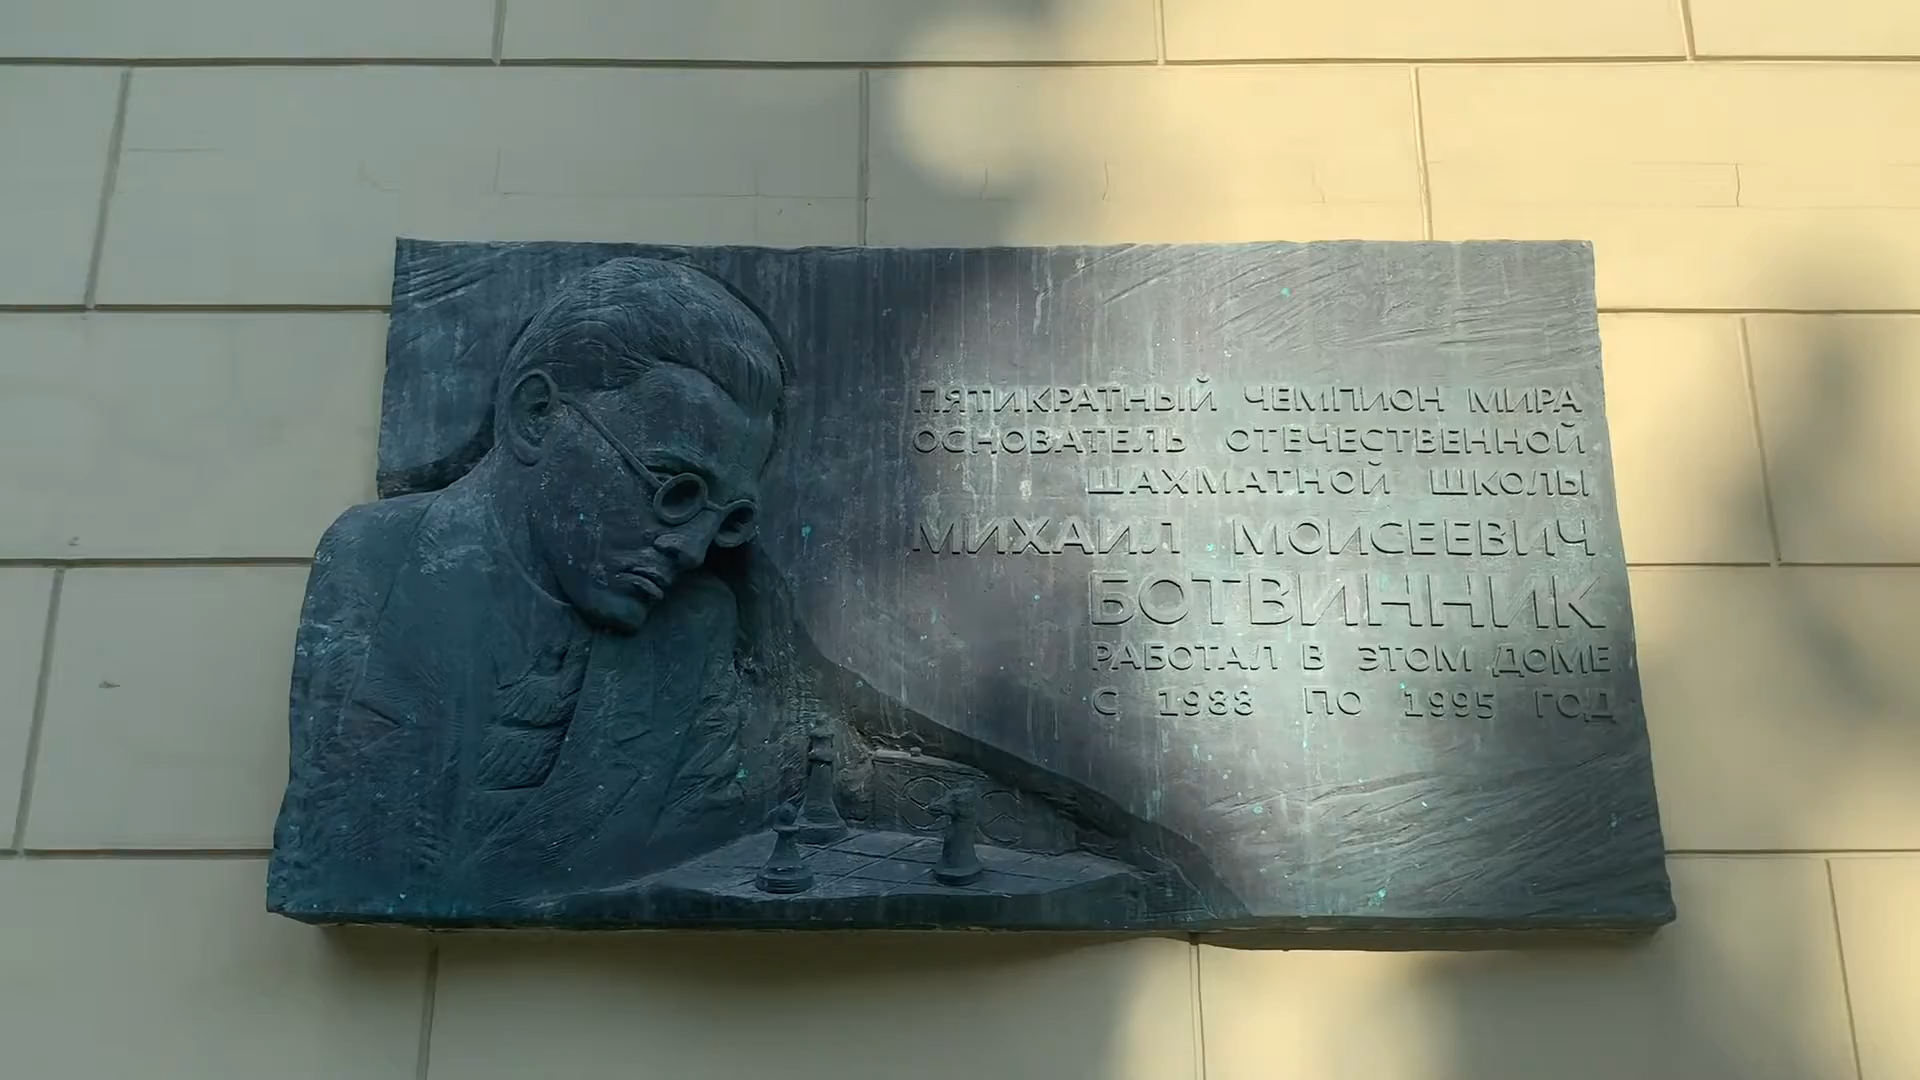 ПЯТИКРАТНЫЙ ЧЕМПИОН МИРА
ОСНОВАТЕЛЬ ОТЕЧЕСТВЕННОЙ
ШАХМАТНОЙ ШКОЛЫ
МИХАИЛ МОИСЕЕВИЧ
БОТВИННИК
РАБОТАЛ В ЭТОМ ДОМЕ
С 1988 ПО 1995 ГОД